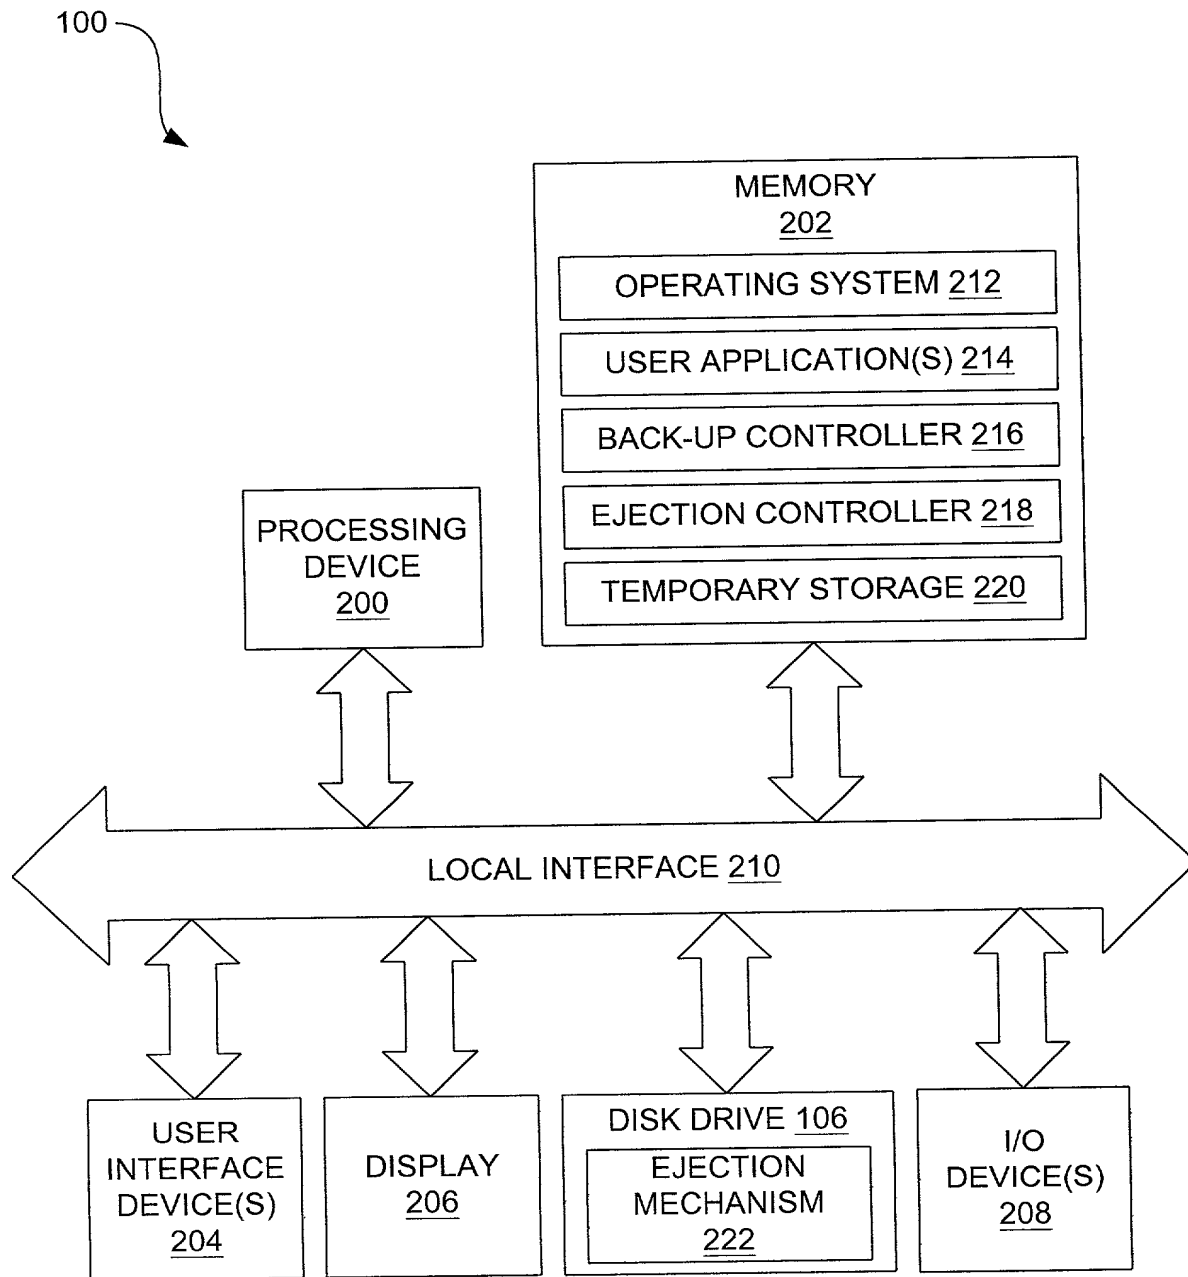 100
MEMORY
202
OPERATING SYSTEM 212
USER APPLICATION(S) 214
BACK-UP CONTROLLER 216
EJECTION CONTROLLER 218
TEMPORARY STORAGE 220
PROCESSING
DEVICE
200
LOCAL INTERFACE 210
USER
INTERFACE
DEVICE(S)
204
DISPLAY
206
DISK DRIVE 106
EJECTION
MECHANISM
222
I/O
DEVICE(S)
208